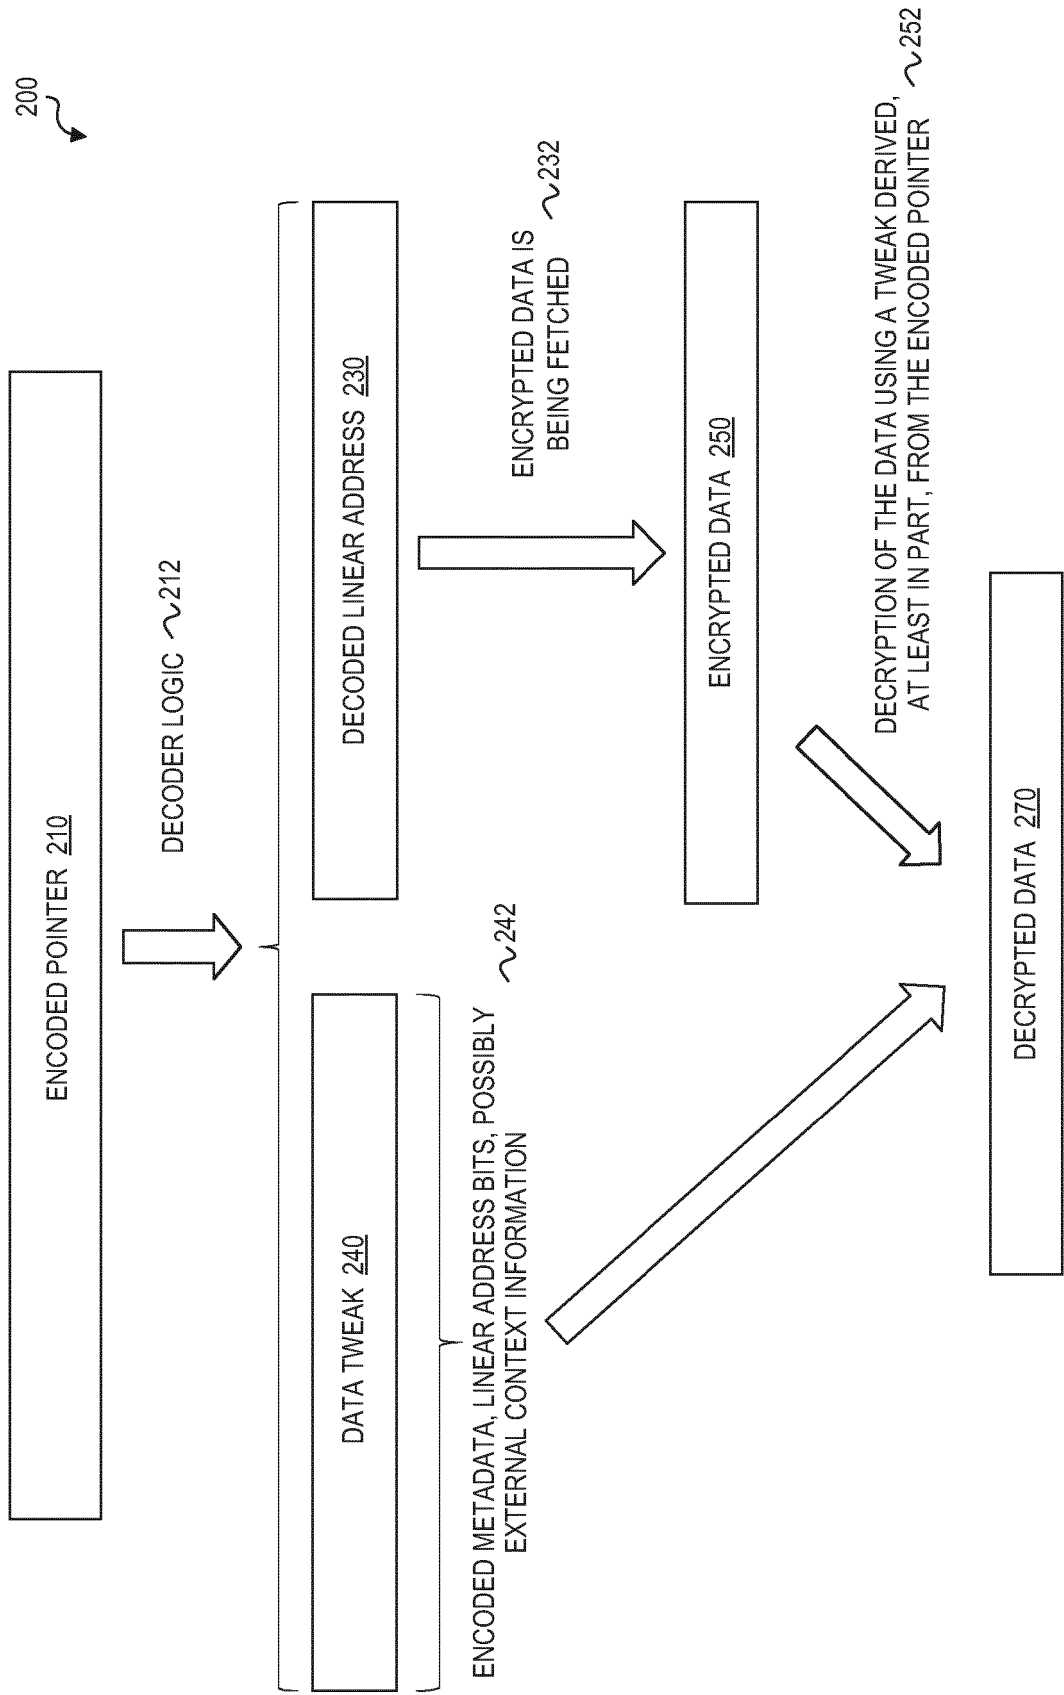 200
ENCODED POINTER 210
DECODER LOGIC 212
DATA TWEAK 240
DECODED LINEAR ADDRESS 230
ENCODED METADATA, LINEAR ADDRESS BITS, POSSIBLY
EXTERNAL CONTEXT INFORMATION
242
ENCRYPTED DATA IS
BEING FETCHED
232
ENCRYPTED DATA 250
DECRYPTION OF THE DATA USING A TWEAK DERIVED,
AT LEAST IN PART, FROM THE ENCODED POINTER
252
DECRYPTED DATA 270